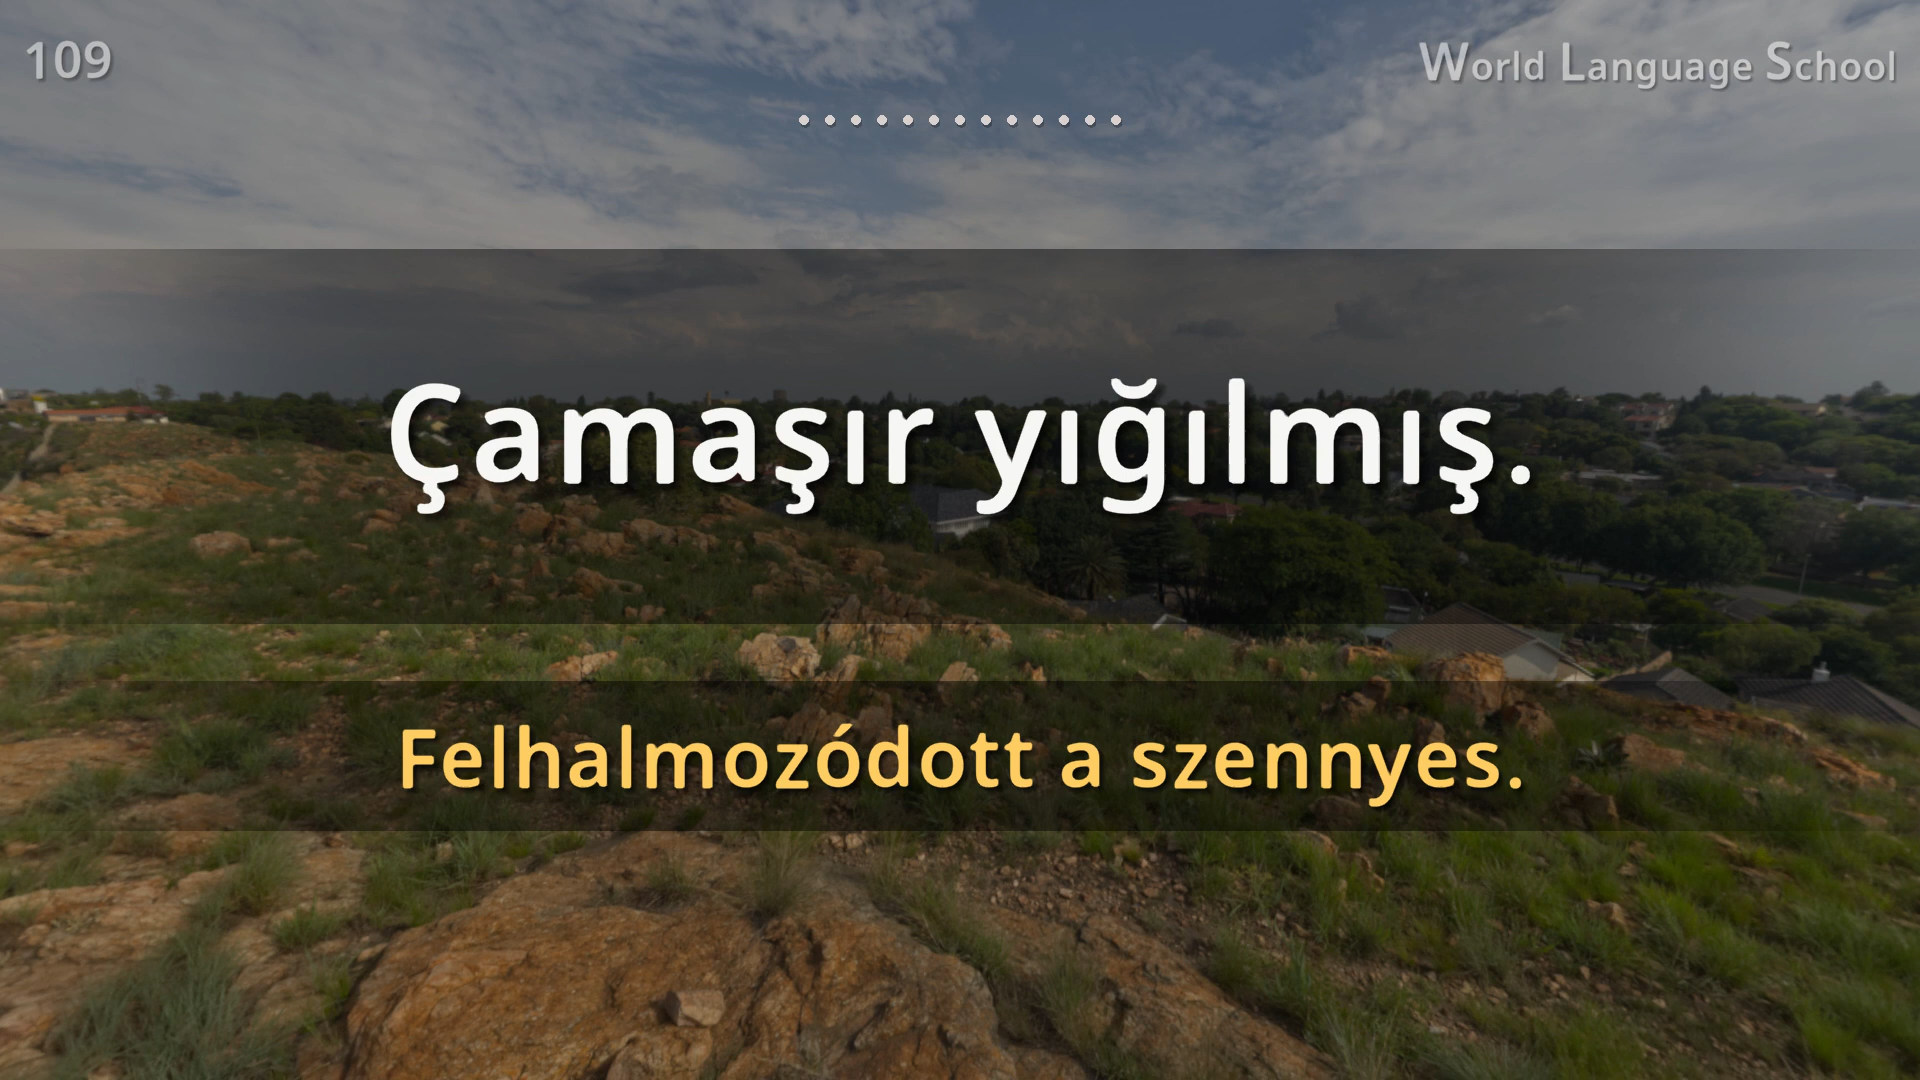 109
World Language School
Çamaşır yığılmış.
Felhalmozódott a szennyes.